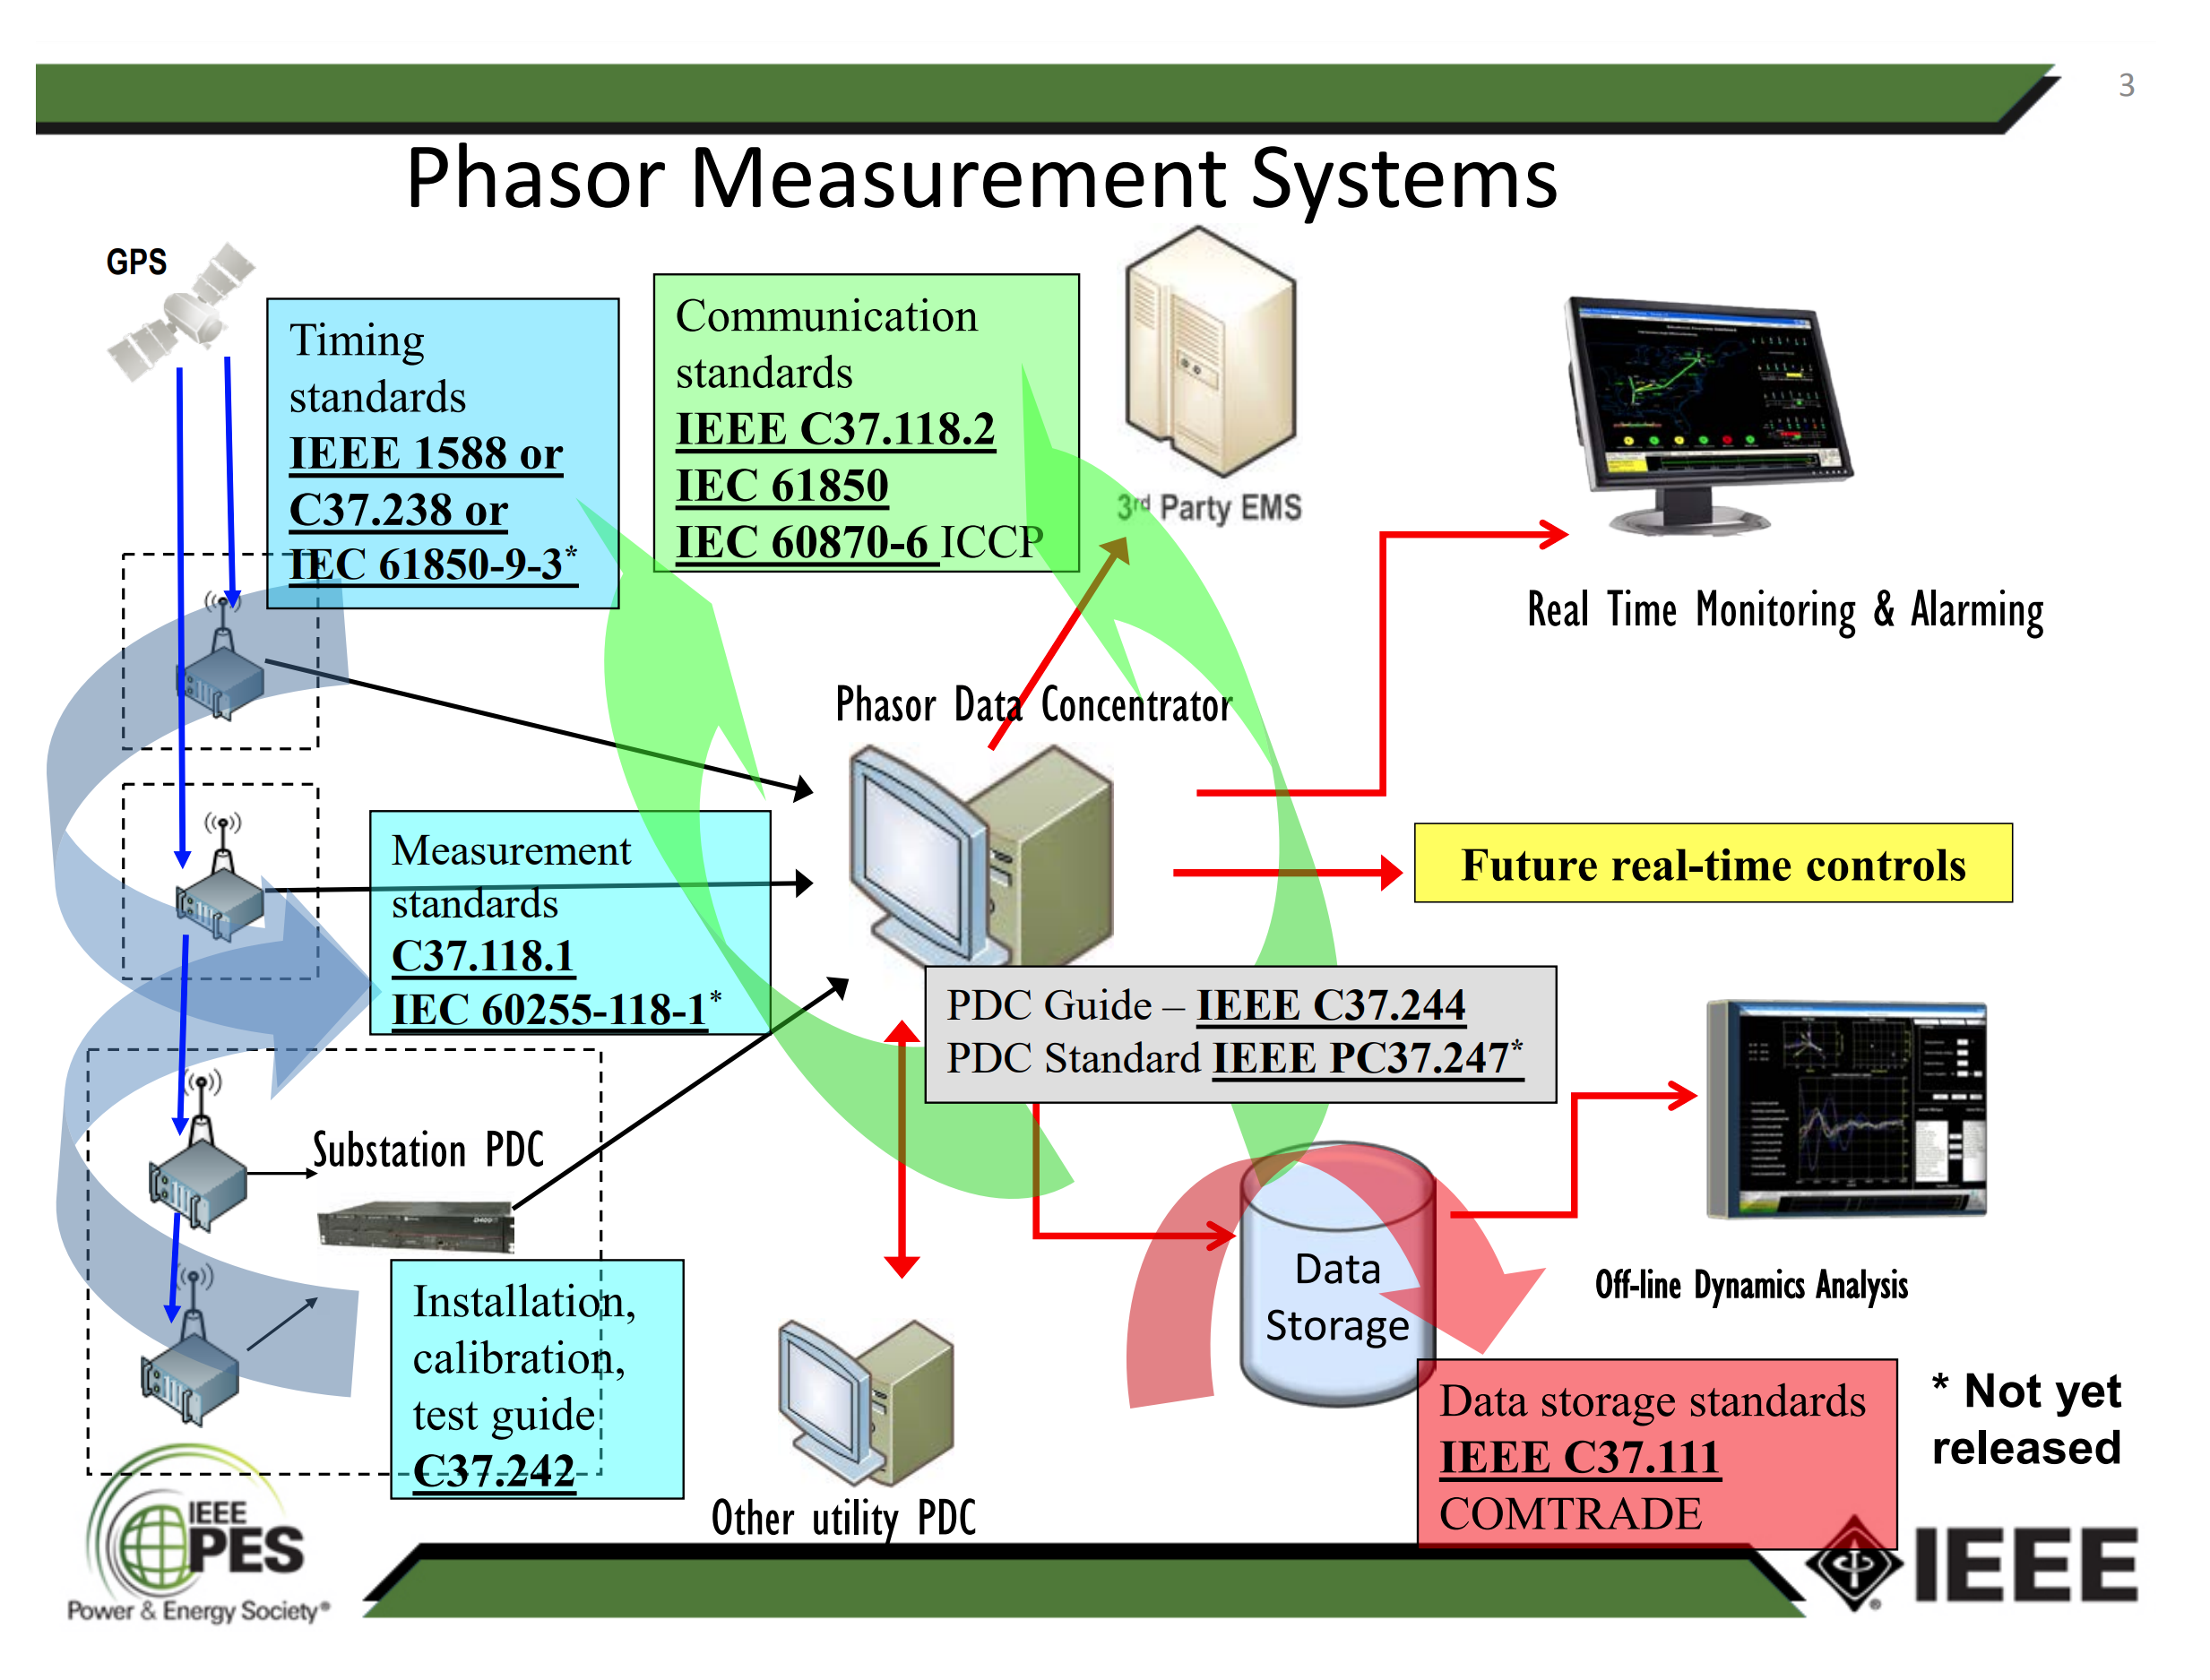 3
Phasor Measurement Systems
GPS
Timing
standards
IEEE 1588 or
C37.238 or
IEC 61850-9-3*
Communication
standards
IEEE C37.118.2
IEC 61850
IEC 60870-6 ICCP
3rd Party EMS
Real Time Monitoring & Alarming
Phasor Data Concentrator
Measurement
standards
C37.118.1
IEC 60255-118-1*
Future real-time controls
PDC Guide – IEEE C37.244
PDC Standard IEEE PC37.247*
Substation PDC
D400
Installation,
calibration,
test guide
C37.242
Data
Storage
Off-line Dynamics Analysis
Other utility PDC
Data storage standards
IEEE C37.111
COMTRADE
* Not yet
released
IEEE
PES
Power & Energy Society®
IEEE